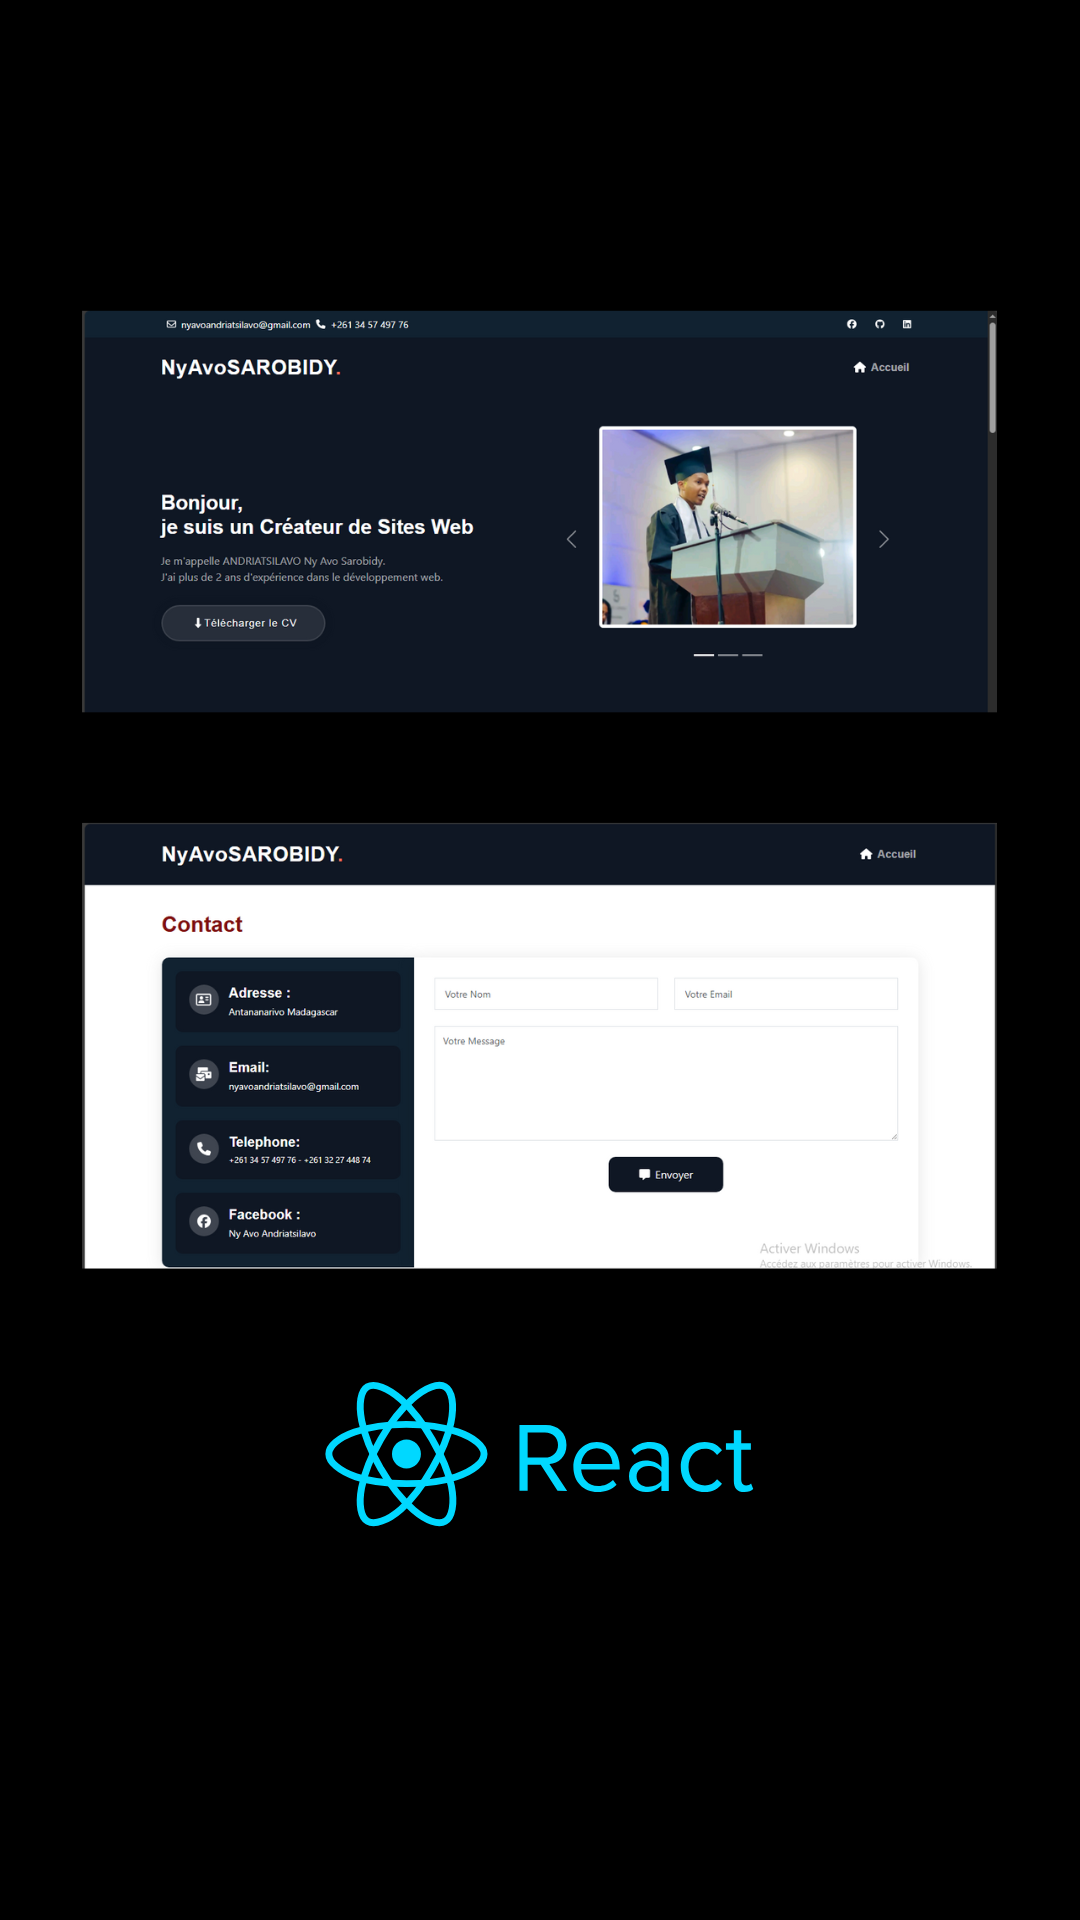 nyavoandriatsilavo@gmail.com +261 34 57 497 76
NyAvoSAROBIDY.
Accueil
Bonjour,
je suis un Créateur de Sites Web
Je m'appelle ANDRIATSILAVO Ny Avo Sarobidy.
J'ai plus de 2 ans d'expérience dans le développement web.
Télécharger le CV
NyAvoSAROBIDY.
Accueil
Contact
Adresse :
Antananarivo Madagascar
Email:
nyavoandriatsilavo@gmail.com
Telephone:
+261 34 57 497 76 - +261 32 27 448 74
Facebook :
Ny Avo Andriatsilavo
Votre Nom
Votre Email
Votre Message
Envoyer
Activer Windows
Accédez aux paramètres pour activer Windows.
React